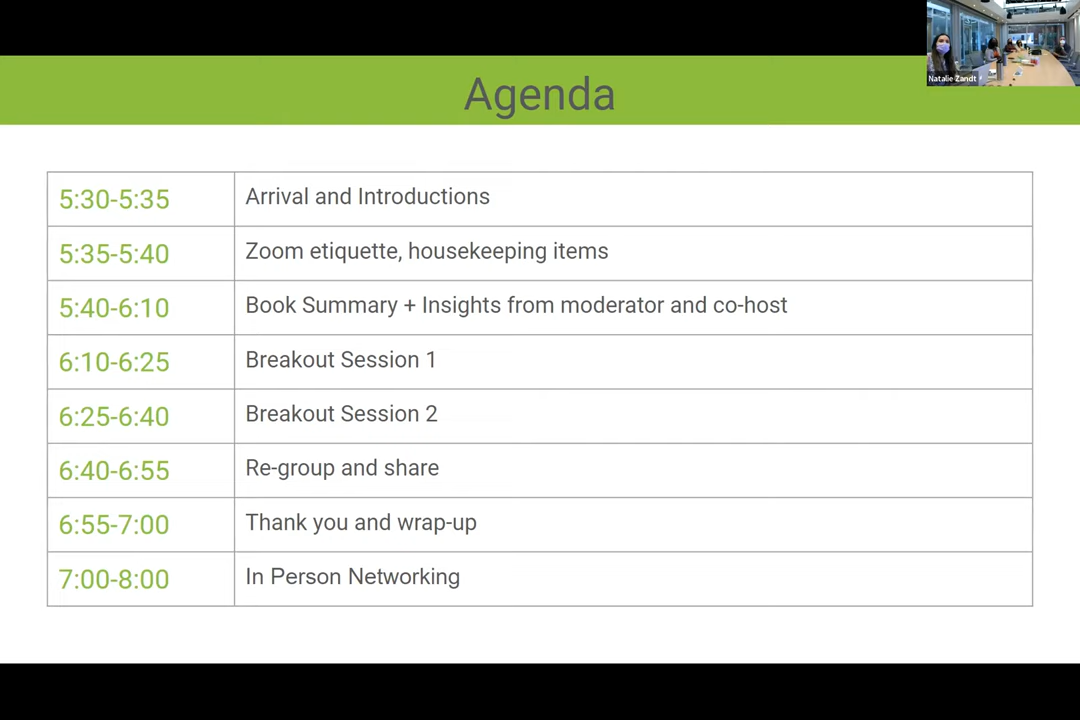 Agenda
Natalie Zandt
5:30-5:35 Arrival and Introductions
5:35-5:40 Zoom etiquette, housekeeping items
5:40-6:10 Book Summary + Insights from moderator and co-host
6:10-6:25 Breakout Session 1
6:25-6:40 Breakout Session 2
6:40-6:55 Re-group and share
6:55-7:00 Thank you and wrap-up
7:00-8:00 In Person Networking